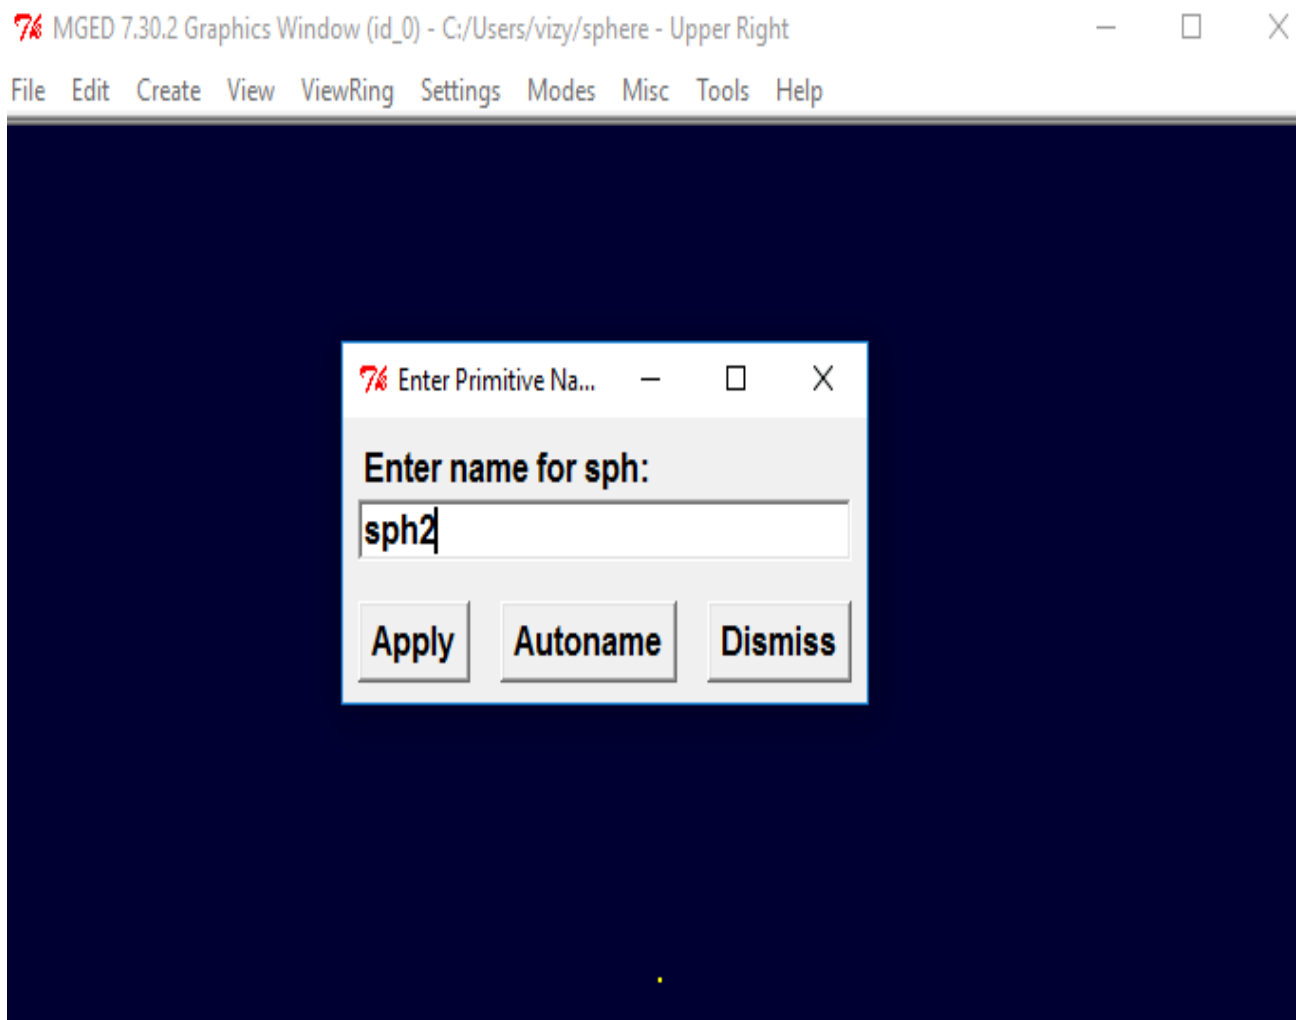 MGED 7.30.2 Graphics Window (id_0) - C:/Users/vizy/sphere - Upper Right
File Edit Create View ViewRing Settings Modes Misc Tools Help
Enter Primitive Na...
Enter name for sph:
sph2
Apply Autoname Dismiss